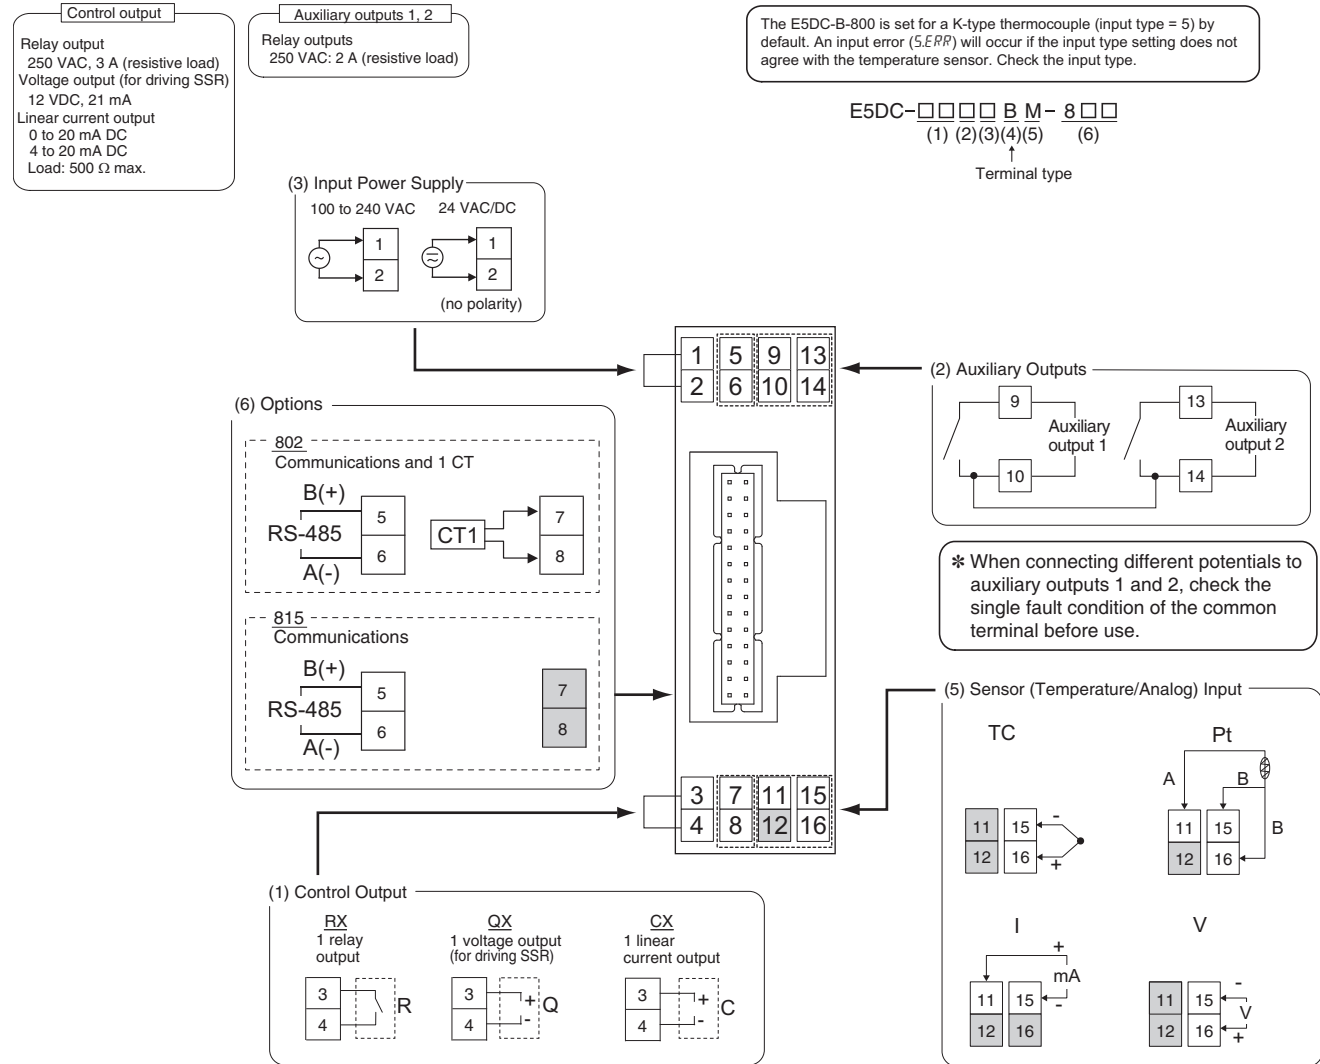 Control output
Relay output
250 VAC, 3 A (resistive load)
Voltage output (for driving SSR)
12 VDC, 21 mA
Linear current output
0 to 20 mA DC
4 to 20 mA DC
Load: 500 Ω max.
Auxiliary outputs 1, 2
Relay outputs
250 VAC: 2 A (resistive load)
The E5DC-B-800 is set for a K-type thermocouple (input type = 5) by
default. An input error (S.ERR) will occur if the input type setting does not
agree with the temperature sensor. Check the input type.
E5DC-□□□□ B M- 8□□
(1) (2)(3)(4)(5) (6)
Terminal type
(3) Input Power Supply
100 to 240 VAC 24 VAC/DC
1 1
2 2
(no polarity)
1 5 9 13
2 6 10 14
(2) Auxiliary Outputs
9 13
Auxiliary Auxiliary
output 1 output 2
10 14
(6) Options
802
Communications and 1 CT
B(+)
5 7
RS-485 CT1
6 8
A(-)
815
Communications
B(+)
5 7
RS-485
6 8
A(-)
✻ When connecting different potentials to
auxiliary outputs 1 and 2, check the
single fault condition of the common
terminal before use.
3 7 11 15
4 8 12 16
(5) Sensor (Temperature/Analog) Input
TC Pt
A B
11 15 - 11 15
B
12 16 + 12 16
I V
+
mA
11 15 - 11 15 -
V
12 16 12 16 +
(1) Control Output
RX QX CX
1 relay 1 voltage output 1 linear
output (for driving SSR) current output
3 3 + 3 +
R Q C
4 4 - 4 -